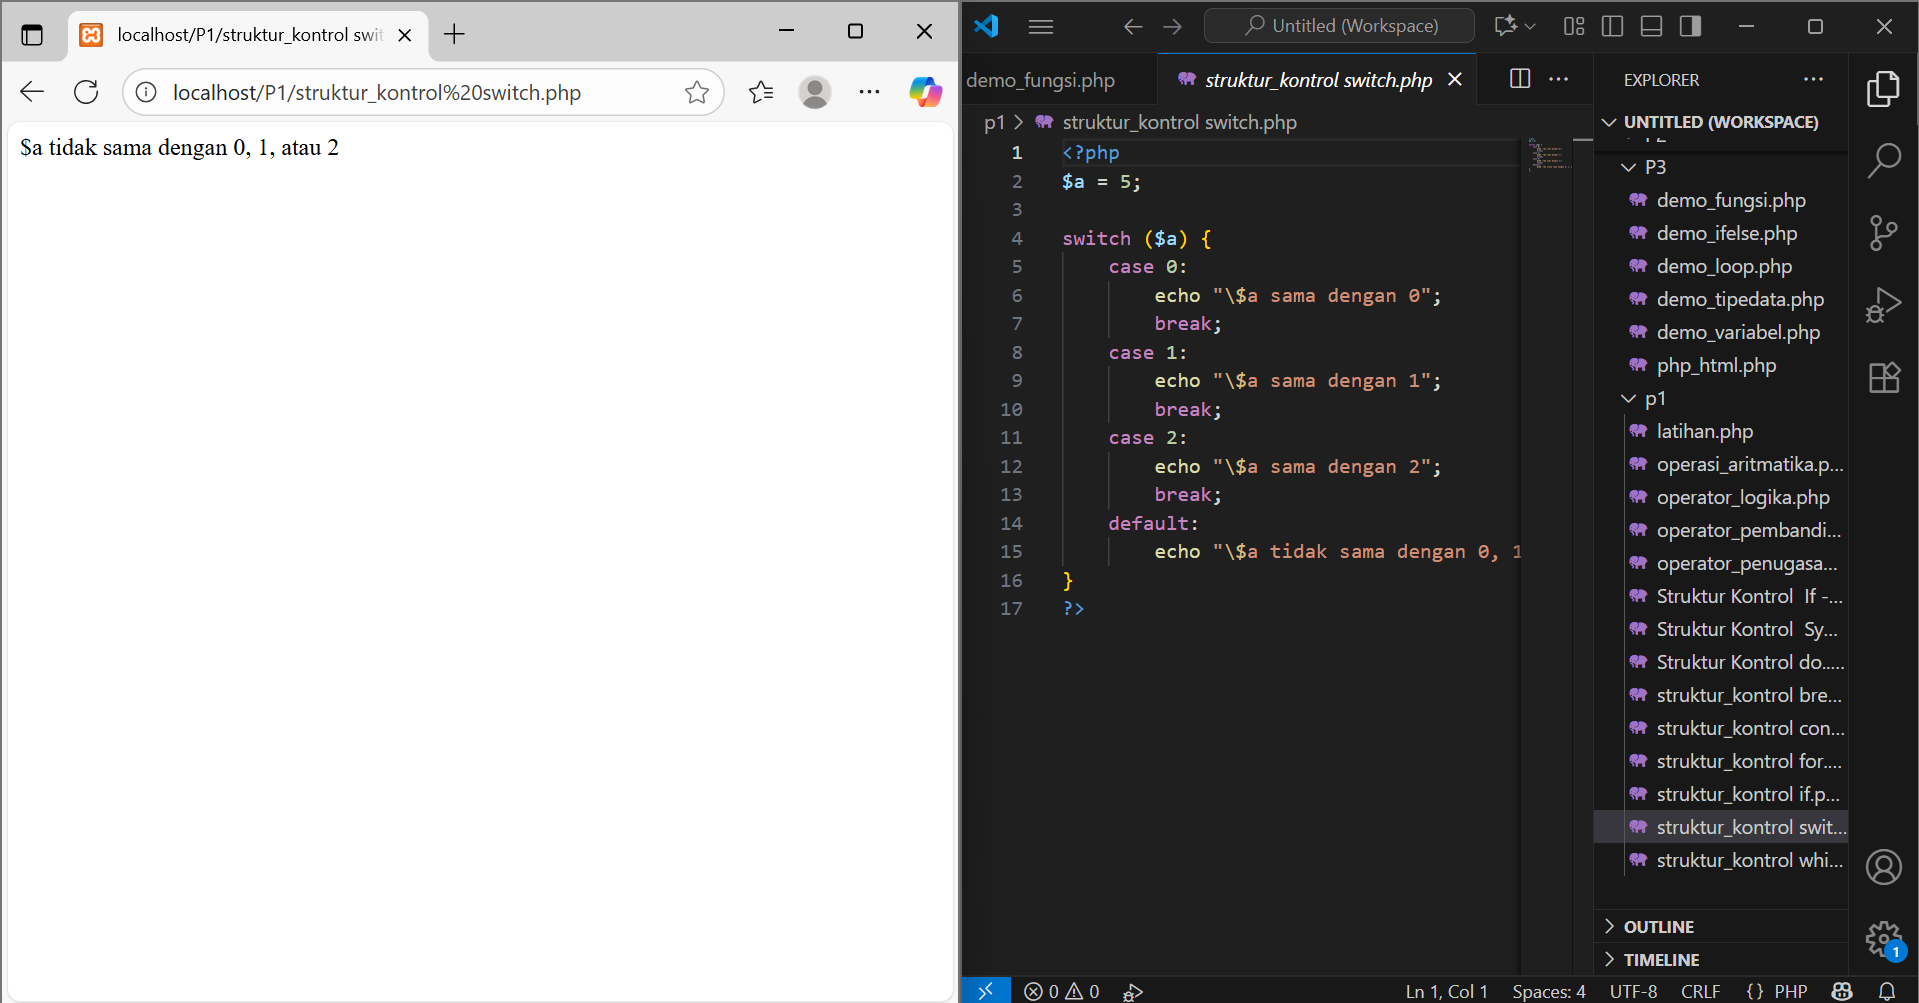 localhost/P1/struktur_kontrol swit
localhost/P1/struktur_kontrol%20switch.php
$a tidak sama dengan 0, 1, atau 2
Untitled (Workspace)
demo_fungsi.php
struktur_kontrol switch.php
p1 > struktur_kontrol switch.php
1 <?php
2 $a = 5;
3
4 switch ($a) {
5 case 0:
6 echo "\$a sama dengan 0";
7 break;
8 case 1:
9 echo "\$a sama dengan 1";
10 break;
11 case 2:
12 echo "\$a sama dengan 2";
13 break;
14 default:
15 echo "\$a tidak sama dengan 0, 1
16 }
17 ?>
EXPLORER
UNTITLED (WORKSPACE)
P3
demo_fungsi.php
demo_ifelse.php
demo_loop.php
demo_tipedata.php
demo_variabel.php
php_html.php
p1
latihan.php
operasi_aritmatika.p...
operator_logika.php
operator_pembandi...
operator_penugasa...
Struktur Kontrol  If -...
Struktur Kontrol  Sy...
Struktur Kontrol do....
struktur_kontrol bre...
struktur_kontrol con...
struktur_kontrol for....
struktur_kontrol if.p...
struktur_kontrol swit...
struktur_kontrol whi...
OUTLINE
TIMELINE
1
0 0
Ln 1, Col 1
Spaces: 4
UTF-8
CRLF
{ } PHP